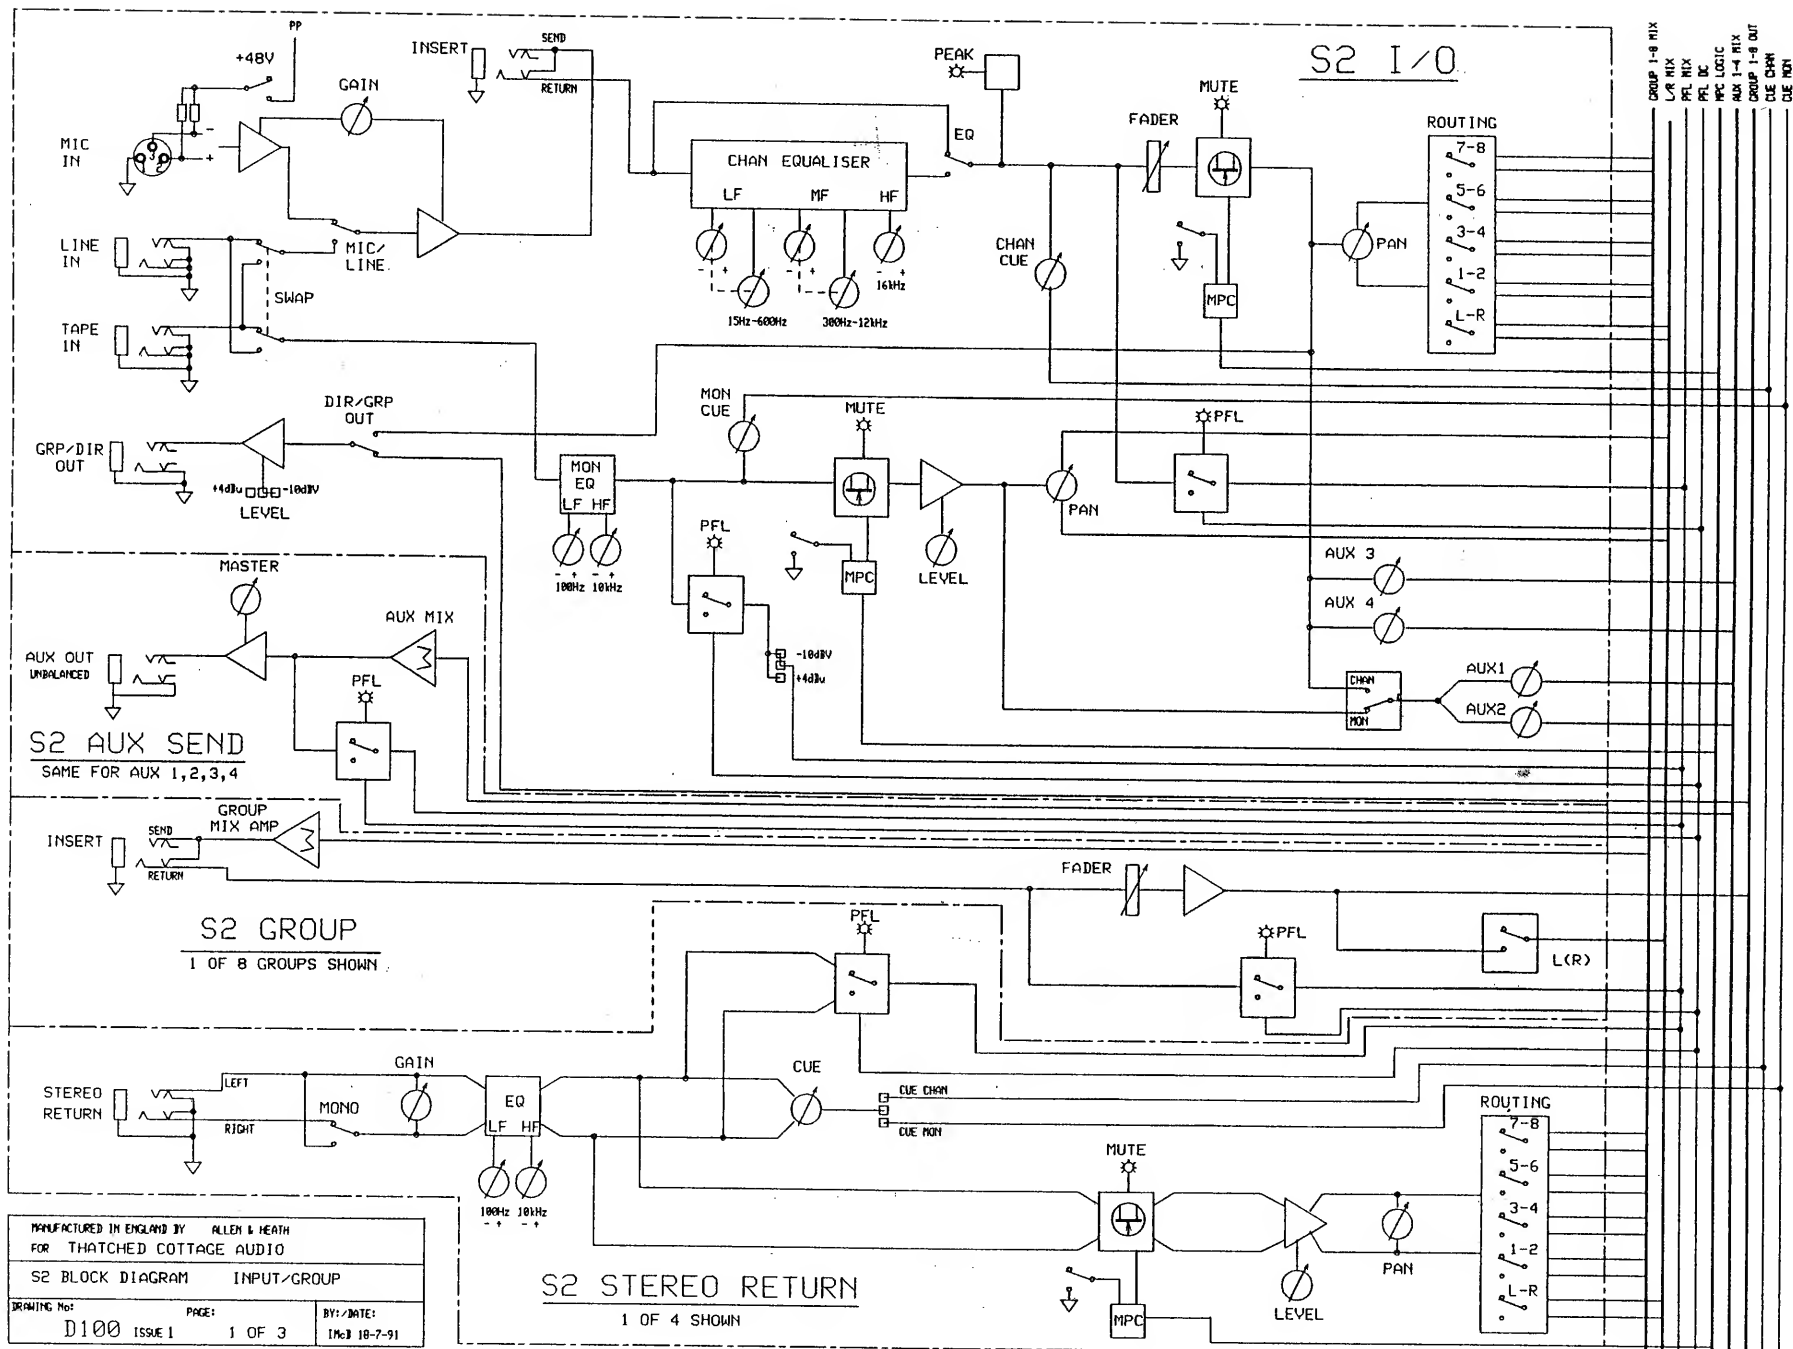 PP
+48V
GAIN
INSERT
SEND
RETURN
MIC
IN
-
+
1
2
3
LINE
IN
MIC/
LINE
SWAP
TAPE
IN
CHAN EQUALISER
LF
MF
HF
- +
- +
- +
15Hz-600Hz
300Hz-12kHz
16kHz
EQ
PEAK
S2 I/O
FADER
MUTE
CHAN
CUE
MPC
PAN
ROUTING
7-8
5-6
3-4
1-2
L-R
GROUP 1-8 MIX
L/R MIX
PFL MIX
PFL DC
MPC LOGIC
AUX 1-4 MIX
GROUP 1-8 OUT
CUE CHAN
CUE MON
DIR/GRP
OUT
GRP/DIR
OUT
+4dBu
-10dBV
LEVEL
MON
EQ
LF HF
- +
- +
100Hz 10kHz
MON
CUE
MUTE
PFL
MPC
LEVEL
PAN
PFL
-10dBV
+4dBu
AUX 3
AUX 4
CHAN
MON
AUX1
AUX2
MASTER
AUX MIX
AUX OUT
UNBALANCED
PFL
S2 AUX SEND
SAME FOR AUX 1,2,3,4
GROUP
MIX AMP
INSERT
SEND
RETURN
S2 GROUP
1 OF 8 GROUPS SHOWN
FADER
PFL
PFL
L(R)
STEREO
RETURN
LEFT
RIGHT
MONO
GAIN
EQ
LF HF
100Hz 10kHz
- +
- +
CUE
CUE CHAN
CUE MON
MUTE
MPC
LEVEL
PAN
ROUTING
7-8
5-6
3-4
1-2
L-R
S2 STEREO RETURN
1 OF 4 SHOWN
MANUFACTURED IN ENGLAND BY ALLEN & HEATH
FOR THATCHED COTTAGE AUDIO
S2 BLOCK DIAGRAM INPUT/GROUP
DRAWING No: D100 ISSUE 1
PAGE: 1 OF 3
BY:/DATE:
18-7-91